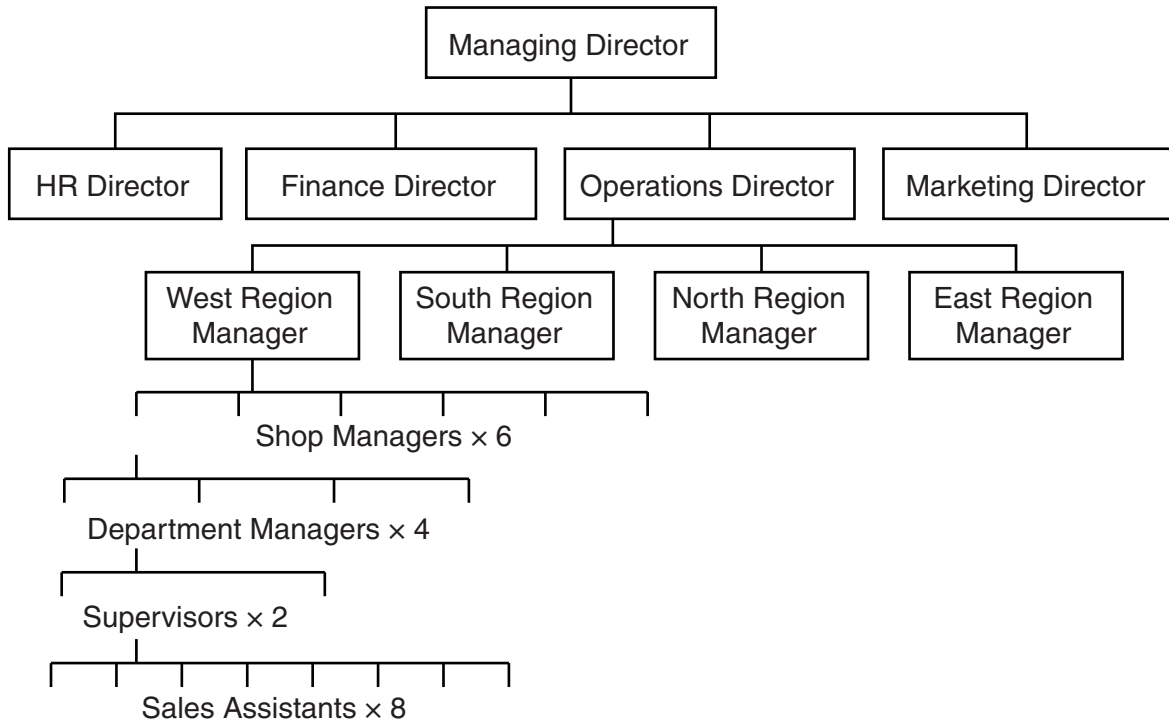 Managing Director
HR Director
Finance Director
Operations Director
Marketing Director
West Region
Manager
South Region
Manager
North Region
Manager
East Region
Manager
Shop Managers × 6
Department Managers × 4
Supervisors × 2
Sales Assistants × 8